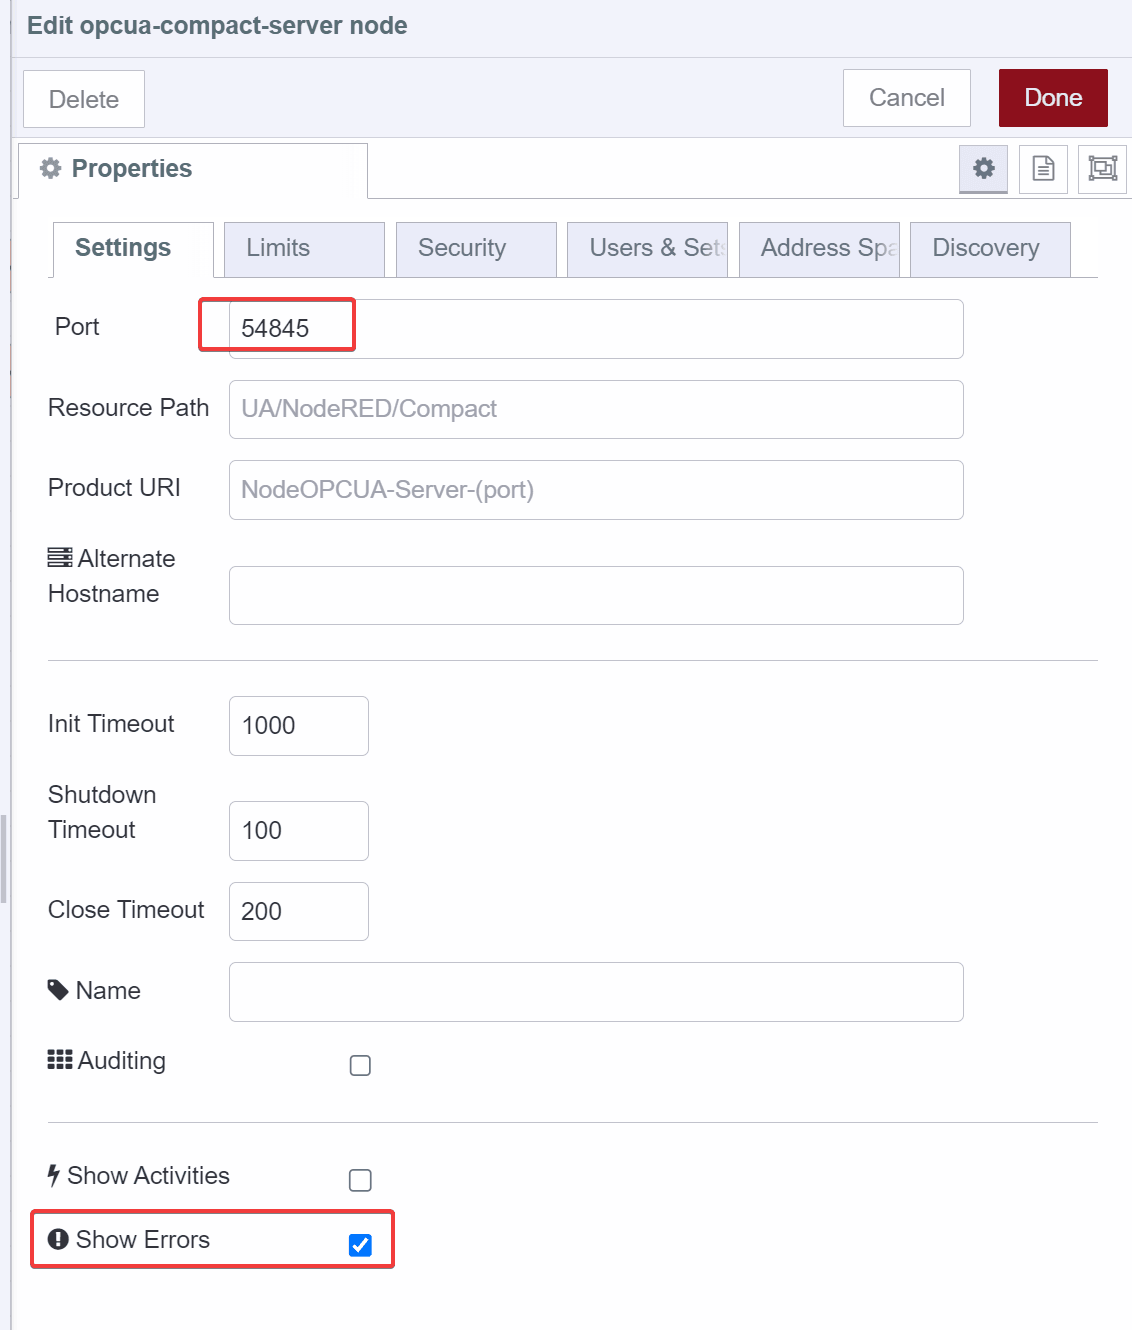 Edit opcua-compact-server node
Delete
Cancel
Done
Properties
Settings
Limits
Security
Users & Sets
Address Spa
Discovery
Port
54845
Resource Path
UA/NodeRED/Compact
Product URI
NodeOPCUA-Server-(port)
Alternate
Hostname
Init Timeout
1000
Shutdown
Timeout
100
Close Timeout
200
Name
Auditing
Show Activities
Show Errors